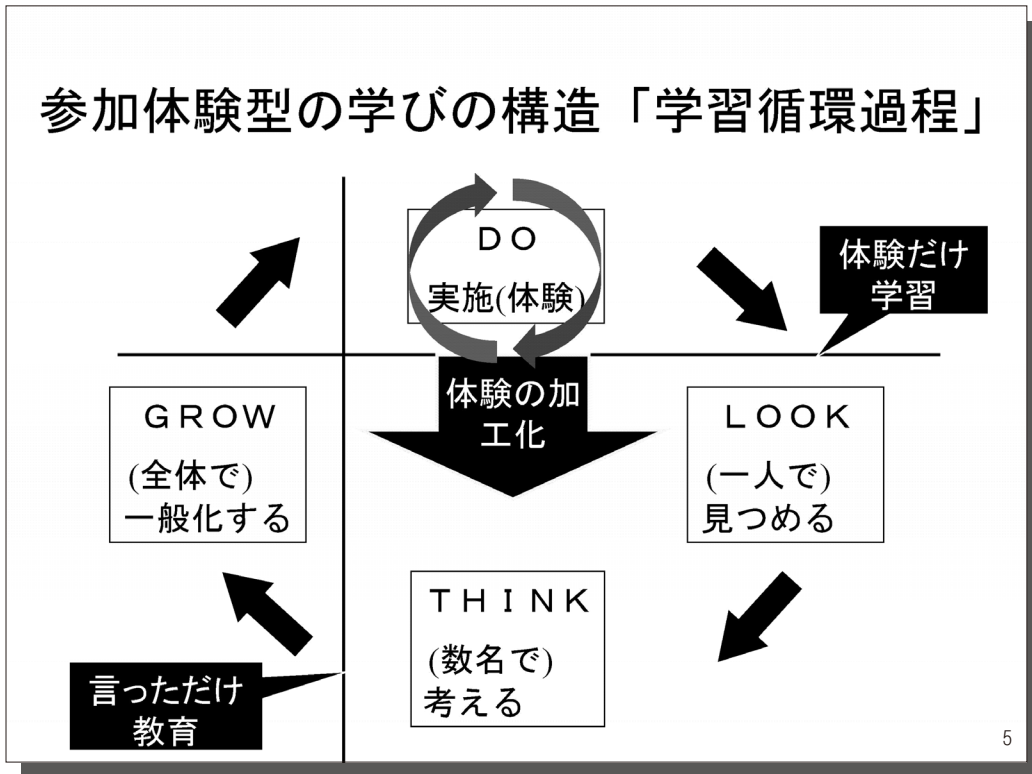 参加体験型の学びの構造「学習循環過程」
ＤＯ
実施(体験)
体験だけ
学習
体験の加
工化
ＧＲＯＷ
(全体で)
一般化する
ＬＯＯＫ
(一人で)
見つめる
ＴＨＩＮＫ
(数名で)
考える
言っただけ
教育
5